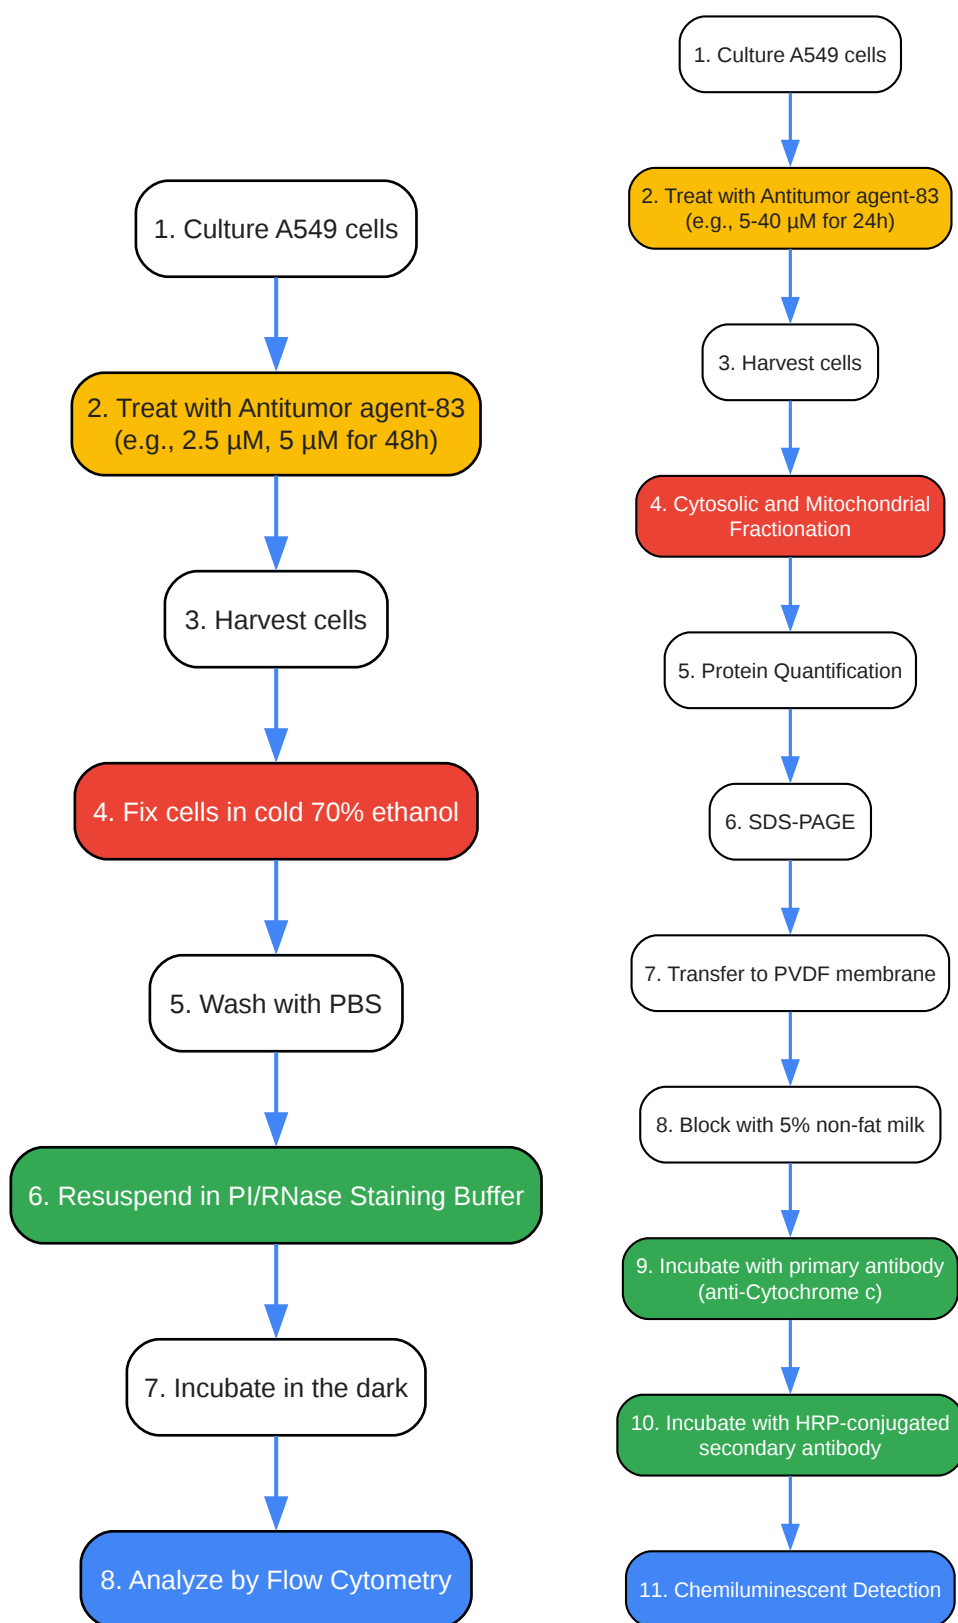 1. Culture A549 cells
2. Treat with Antitumor agent-83
(e.g., 2.5 µM, 5 µM for 48h)
3. Harvest cells
4. Fix cells in cold 70% ethanol
5. Wash with PBS
6. Resuspend in PI/RNase Staining Buffer
7. Incubate in the dark
8. Analyze by Flow Cytometry
1. Culture A549 cells
2. Treat with Antitumor agent-83
(e.g., 5-40 µM for 24h)
3. Harvest cells
4. Cytosolic and Mitochondrial
Fractionation
5. Protein Quantification
6. SDS-PAGE
7. Transfer to PVDF membrane
8. Block with 5% non-fat milk
9. Incubate with primary antibody
(anti-Cytochrome c)
10. Incubate with HRP-conjugated
secondary antibody
11. Chemiluminescent Detection